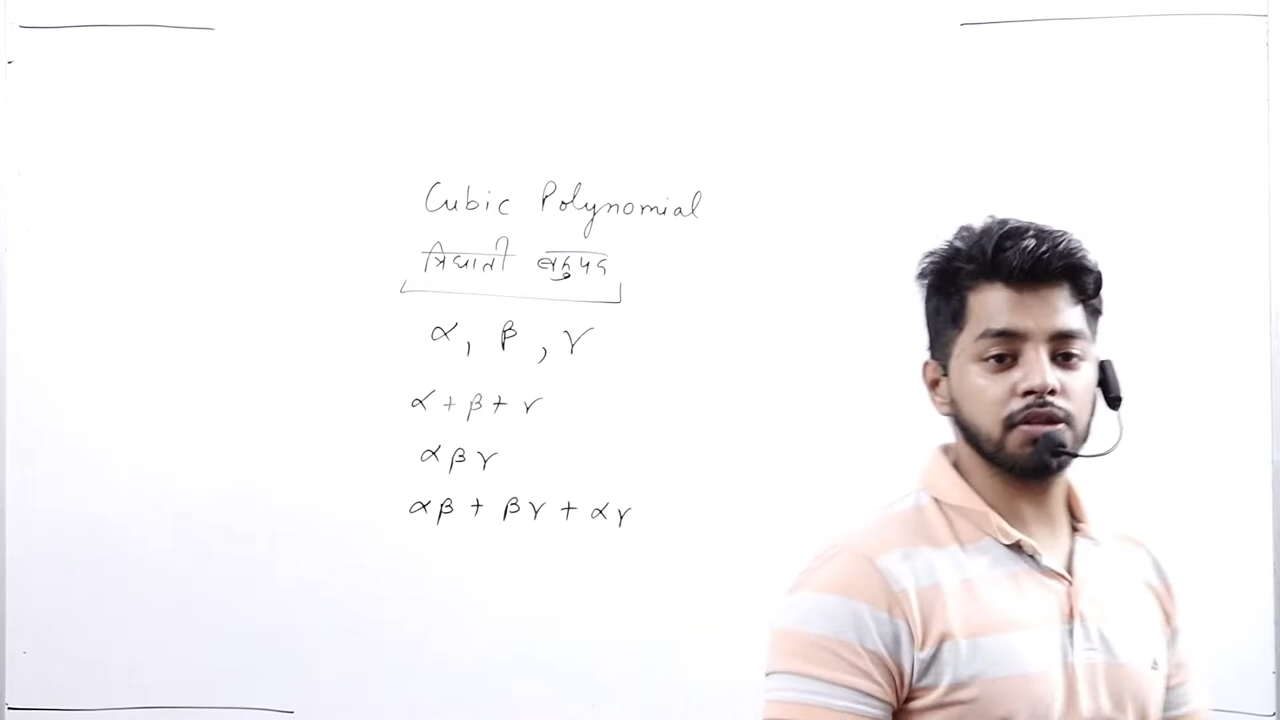 Cubic Polynomial
त्रिघाती बहुपद
α, β, γ
α + β + γ
αβγ
αβ + βγ + αγ